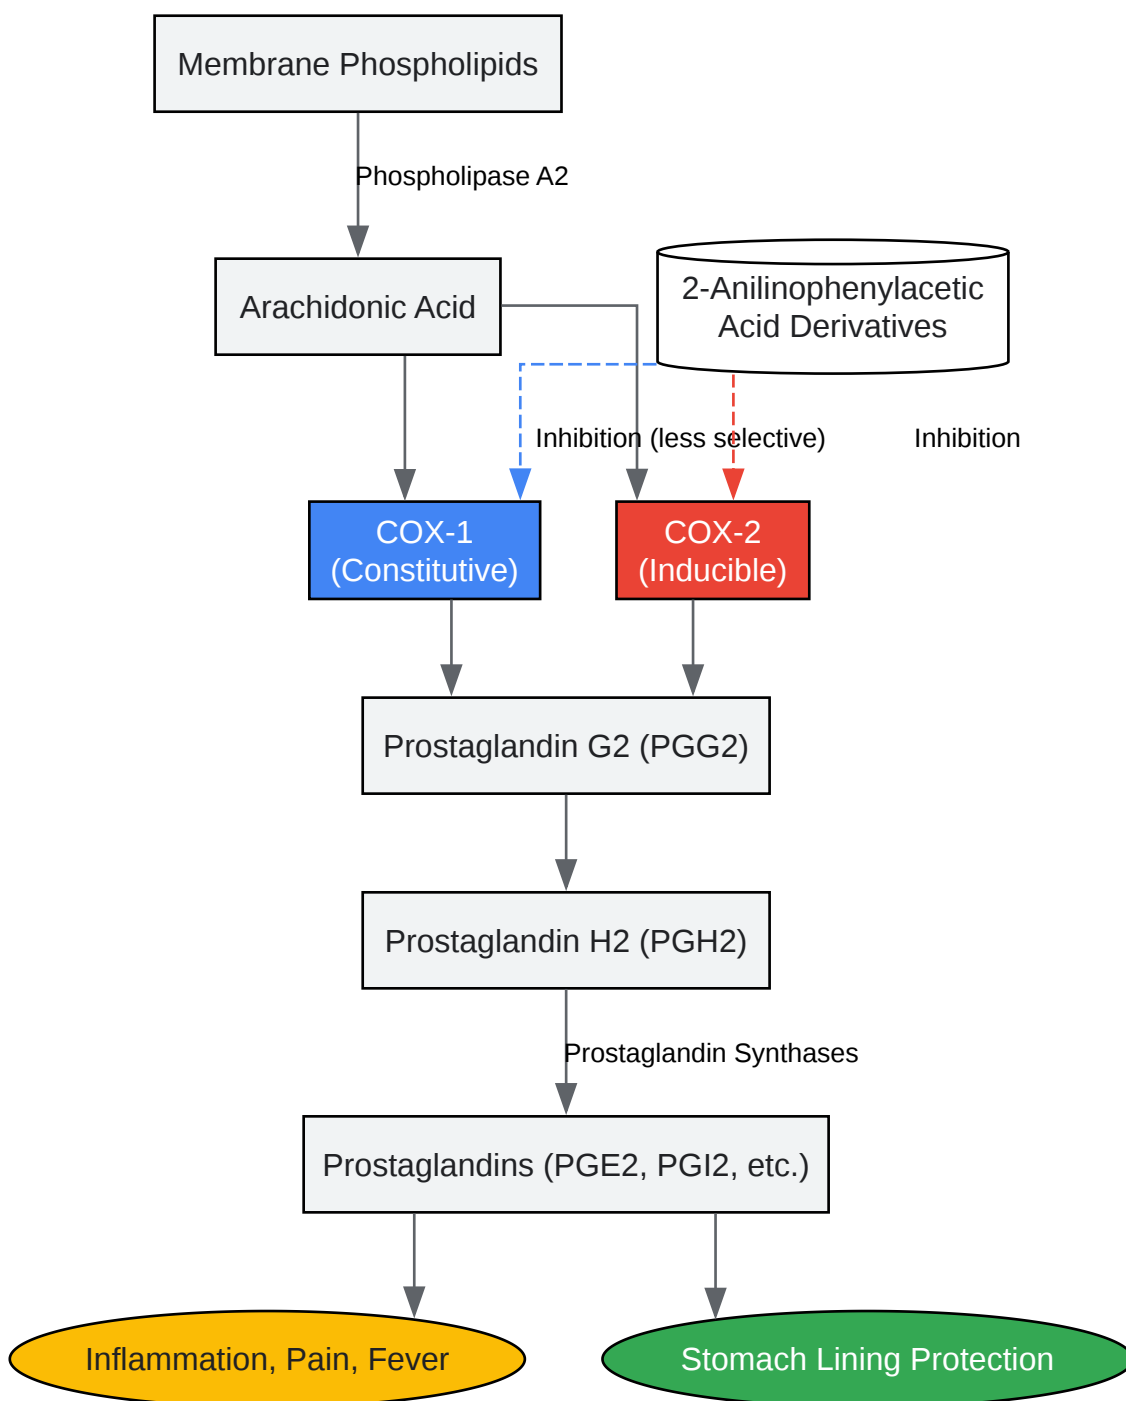 Membrane Phospholipids
Phospholipase A2
Arachidonic Acid
2-Anilinophenylacetic
Acid Derivatives
Inhibition (less selective)
Inhibition
COX-1
(Constitutive)
COX-2
(Inducible)
Prostaglandin G2 (PGG2)
Prostaglandin H2 (PGH2)
Prostaglandin Synthases
Prostaglandins (PGE2, PGI2, etc.)
Inflammation, Pain, Fever
Stomach Lining Protection